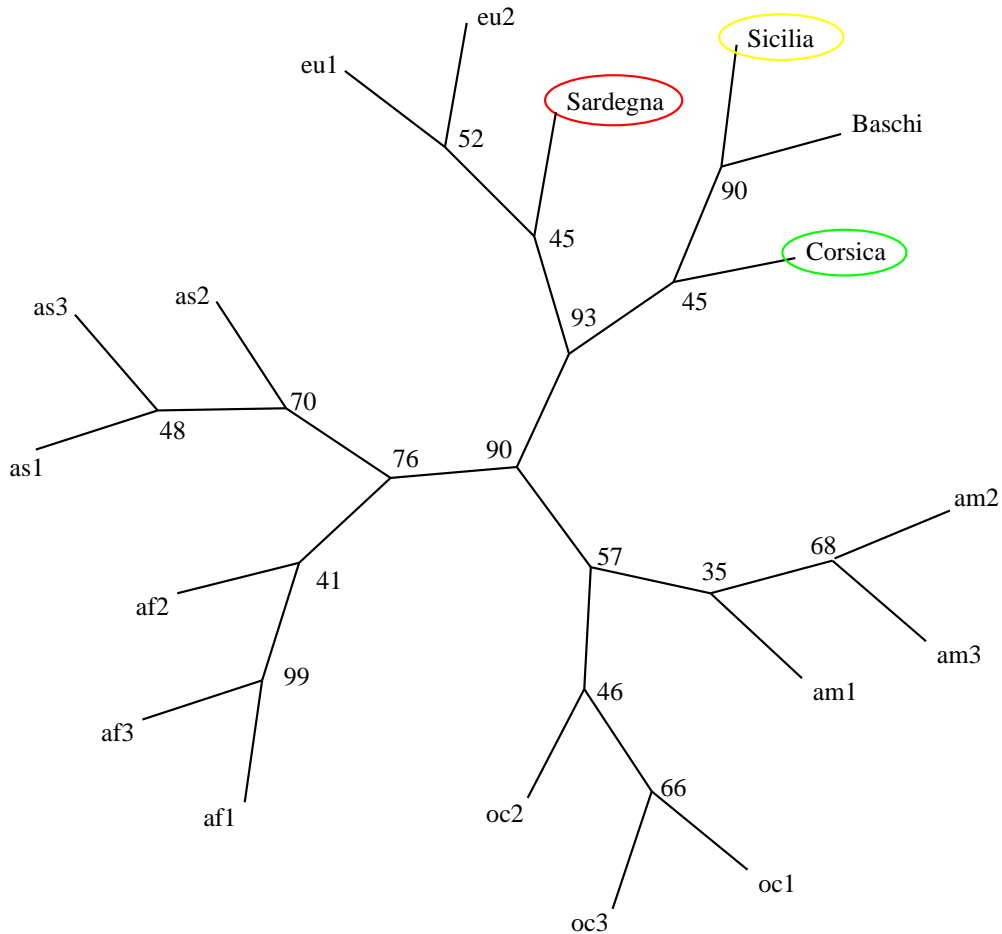 eu2
Sicilia
eu1
Sardegna
Baschi
52
90
45
Corsica
as3
as2
45
93
70
48
90
76
as1
am2
68
57
35
41
af2
am3
99
46
am1
af3
66
oc2
af1
oc1
oc3